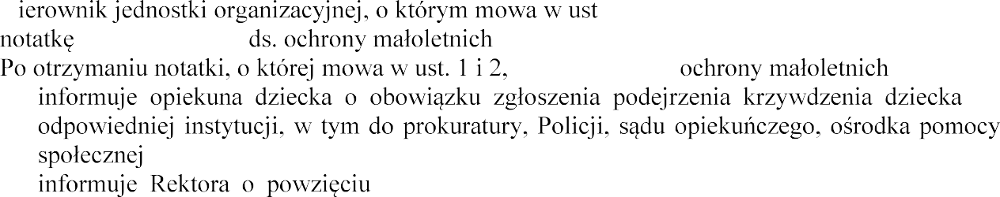 ierownik jednostki organizacyjnej, o którym mowa w ust
notatkę ds. ochrony małoletnich
Po otrzymaniu notatki, o której mowa w ust. 1 i 2, ochrony małoletnich
informuje opiekuna dziecka o obowiązku zgłoszenia podejrzenia krzywdzenia dziecka
odpowiedniej instytucji, w tym do prokuratury, Policji, sądu opiekuńczego, ośrodka pomocy
społecznej
informuje Rektora o powzięciu